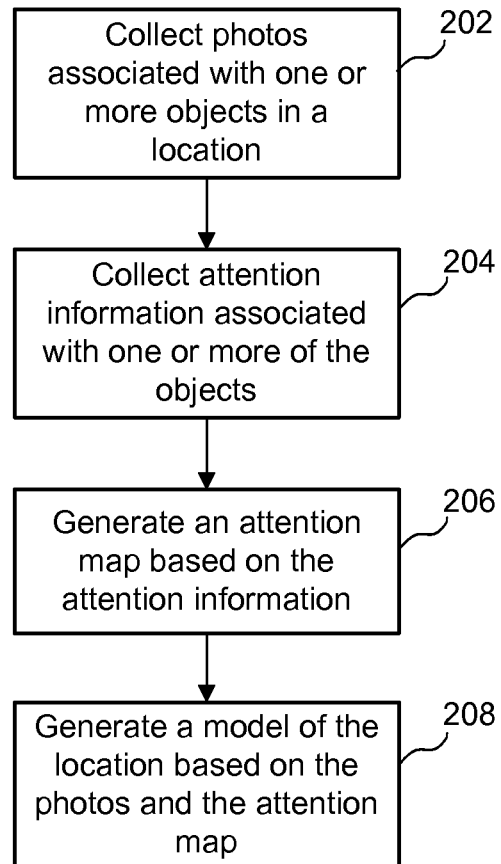 202
Collect photos
associated with one or
more objects in a
location
204
Collect attention
information associated
with one or more of the
objects
206
Generate an attention
map based on the
attention information
208
Generate a model of the
location based on the
photos and the attention
map